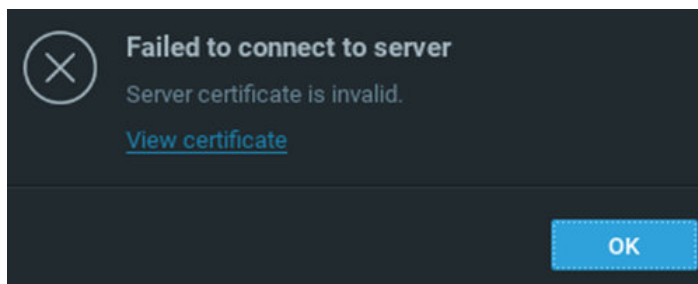 Failed to connect to server
Server certificate is invalid.
View certificate
OK